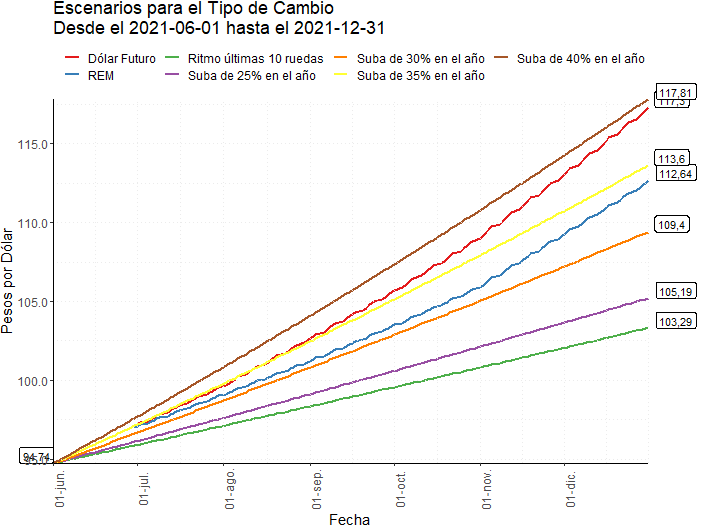 Escenarios para el Tipo de Cambio
Desde el 2021-06-01 hasta el 2021-12-31
Dólar Futuro
Ritmo últimas 10 ruedas
Suba de 30% en el año
Suba de 40% en el año
REM
Suba de 25% en el año
Suba de 35% en el año
117,81
117,3
115.0
113,6
112,64
110.0
109,4
105.0
105,19
103,29
100.0
94,74
95.0
Pesos por Dólar
01-jun.
01-jul.
01-ago.
01-sep.
01-oct.
01-nov.
01-dic.
Fecha